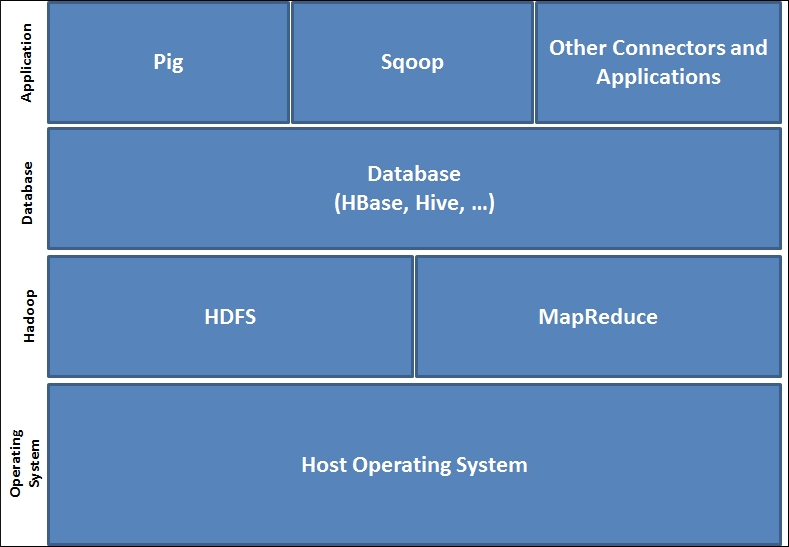 Application
Pig
Sqoop
Other Connectors and
Applications
Database
Database
(HBase, Hive, ...)
Hadoop
HDFS
MapReduce
Operating
System
Host Operating System